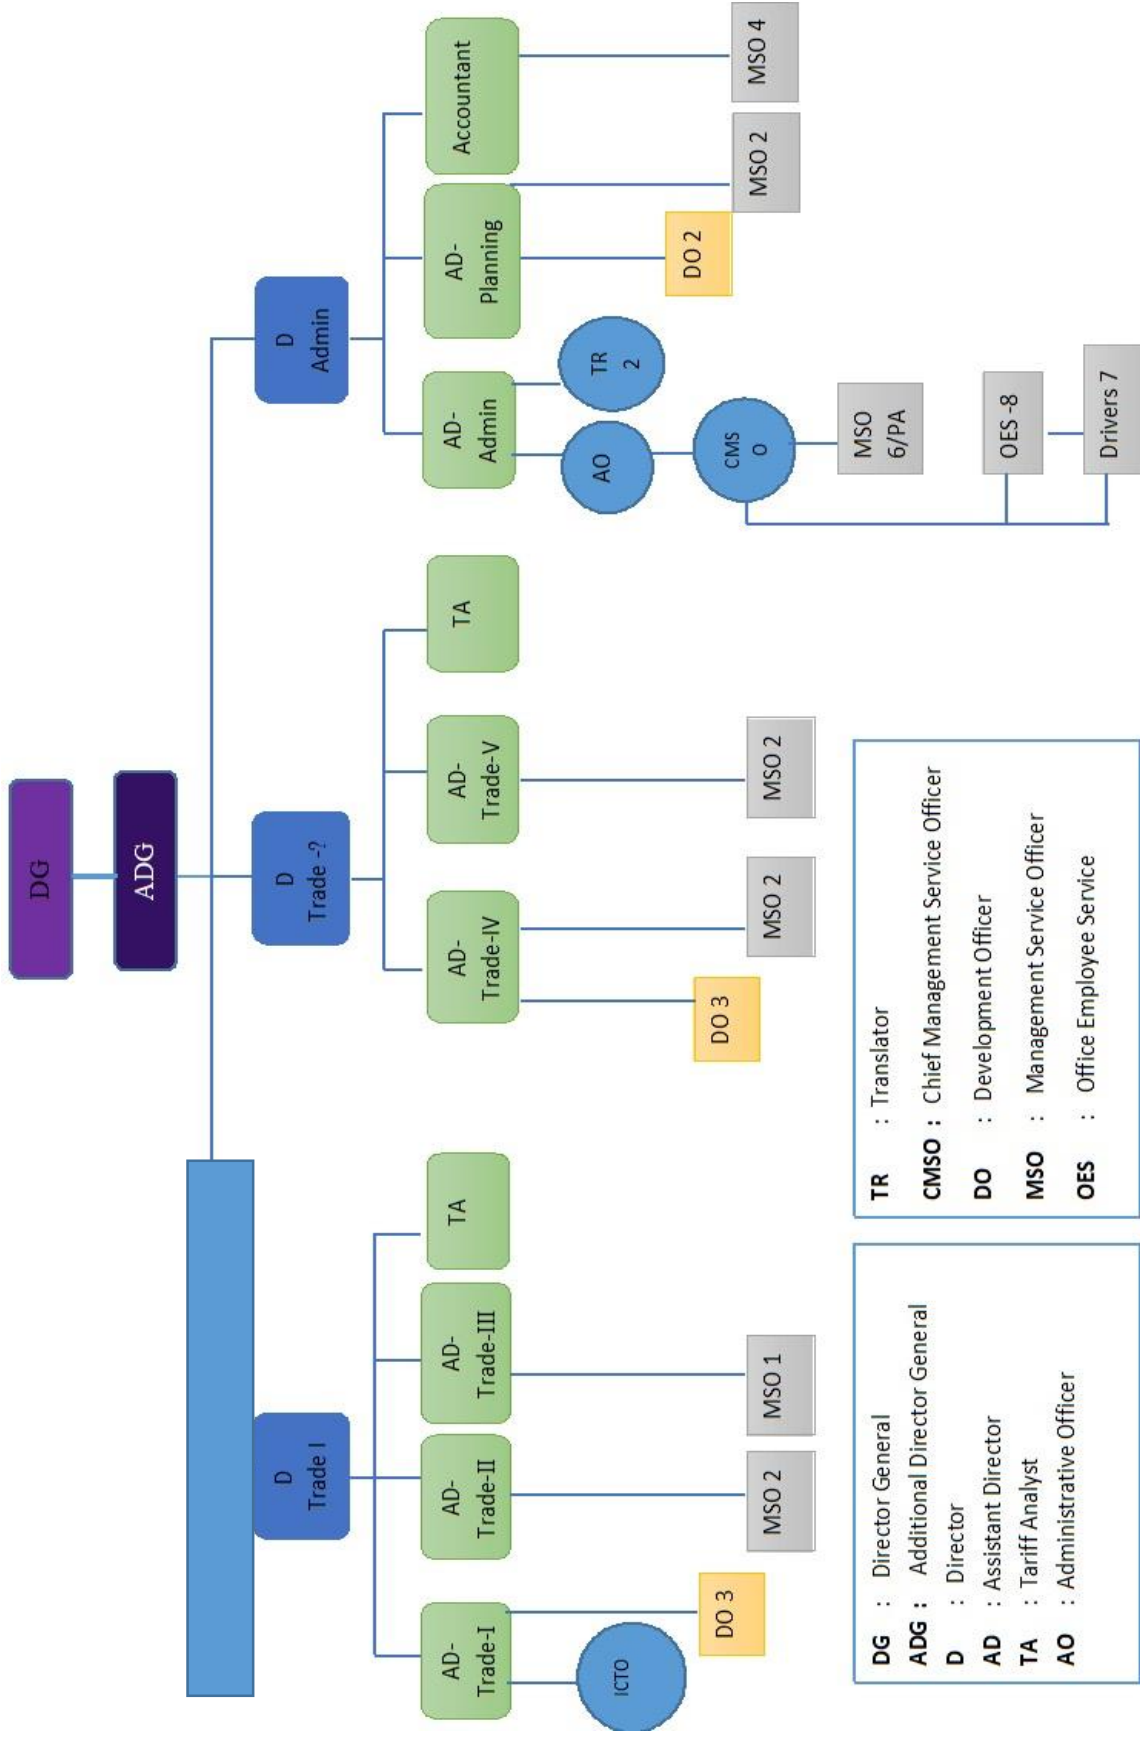 DG
ADG
D
Trade I
D
Trade -?
D
Admin
AD-
Trade-I
AD-
Trade-II
AD-
Trade-III
TA
AD-
Trade-IV
AD-
Trade-V
TA
AD-
Admin
AD-
Planning
Accountant
ICTO
DO 3
MSO 2
MSO 1
DO 3
MSO 2
MSO 2
AO
TR
2
DO 2
MSO 2
MSO 4
CMS
O
MSO
6/PA
OES -8
Drivers 7
DG : Director General
ADG : Additional Director General
D : Director
AD : Assistant Director
TA : Tariff Analyst
AO : Administrative Officer
TR : Translator
CMSO : Chief Management Service Officer
DO : Development Officer
MSO : Management Service Officer
OES : Office Employee Service